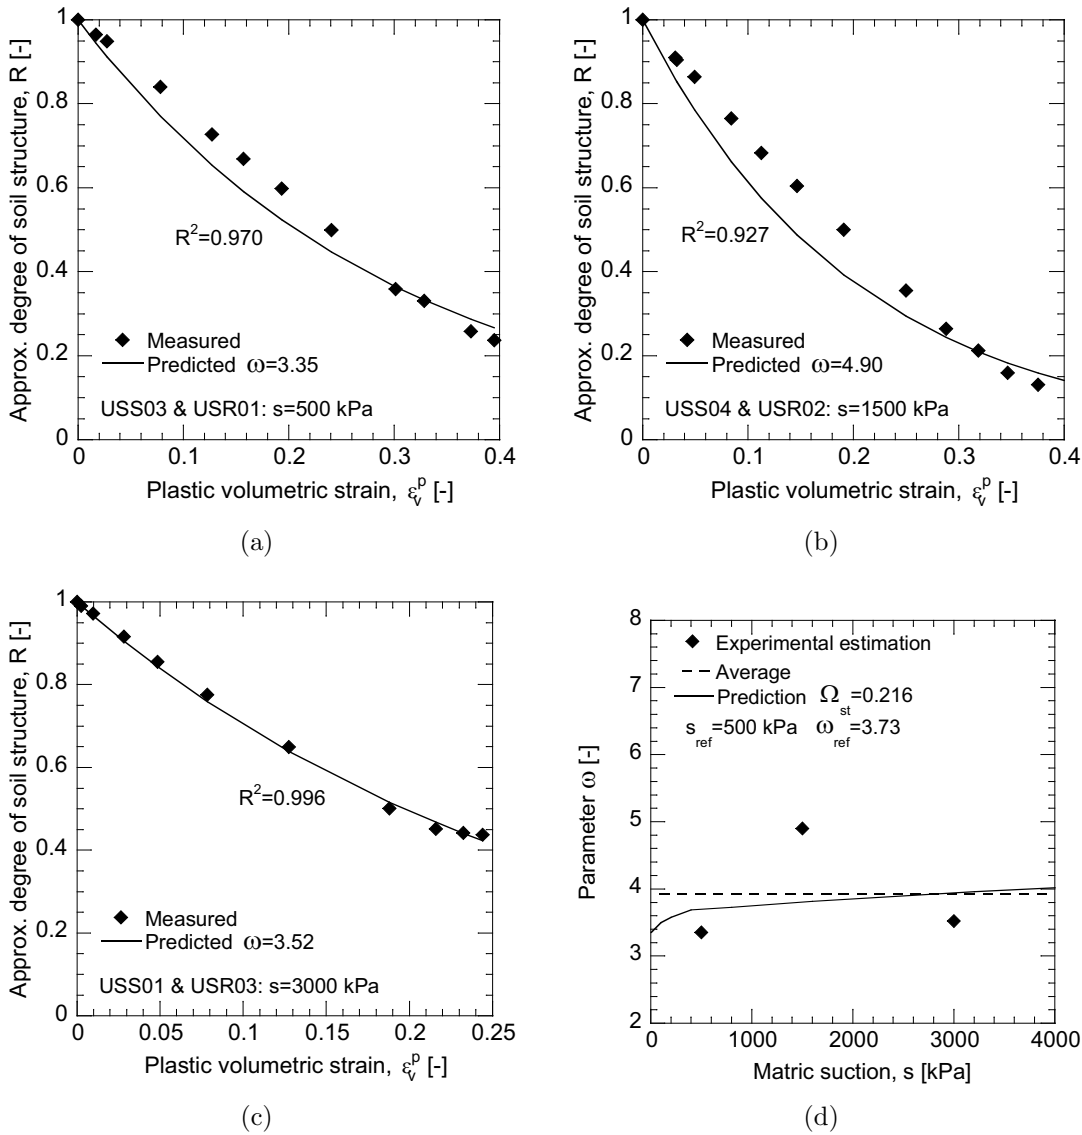 1
0.8
0.6
0.4
0.2
0
Approx. degree of soil structure, R [-]
R²=0.970
Measured
Predicted ω=3.35
USS03 & USR01: s=500 kPa
0 0.1 0.2 0.3 0.4
Plastic volumetric strain, ε_v^p [-]
(a)
1
0.8
0.6
0.4
0.2
0
Approx. degree of soil structure, R [-]
R²=0.927
Measured
Predicted ω=4.90
USS04 & USR02: s=1500 kPa
0 0.1 0.2 0.3 0.4
Plastic volumetric strain, ε_v^p [-]
(b)
1
0.8
0.6
0.4
0.2
0
Approx. degree of soil structure, R [-]
R²=0.996
Measured
Predicted ω=3.52
USS01 & USR03: s=3000 kPa
0 0.05 0.1 0.15 0.2 0.25
Plastic volumetric strain, ε_v^p [-]
(c)
8
7
6
5
4
3
2
Parameter ω [-]
Experimental estimation
Average
Prediction Ω_st=0.216
s_ref=500 kPa ω_ref=3.73
0 1000 2000 3000 4000
Matric suction, s [kPa]
(d)